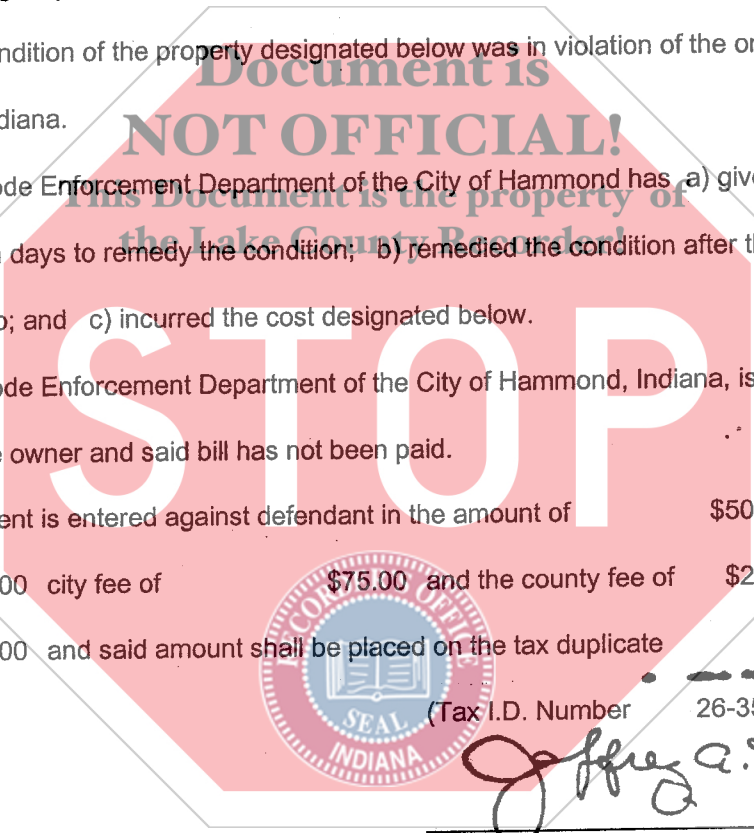 ndition of the property designated below was in violation of the or
Document is
diana.
NOT OFFICIAL!
de Enforcement Department of the City of Hammond has a) give
This Document is the property of
days to remedy the condition; b) remedied the condition after th
the Lake County Recorder!
; and c) incurred the cost designated below.
STOP
de Enforcement Department of the City of Hammond, Indiana, is
owner and said bill has not been paid.
ent is entered against defendant in the amount of $50
00 city fee of $75.00 and the county fee of $2
RECORDER'S OFFICE
00 and said amount shall be placed on the tax duplicate
(Tax I.D. Number 26-35
SEAL
INDIANA
Jeffrey A.